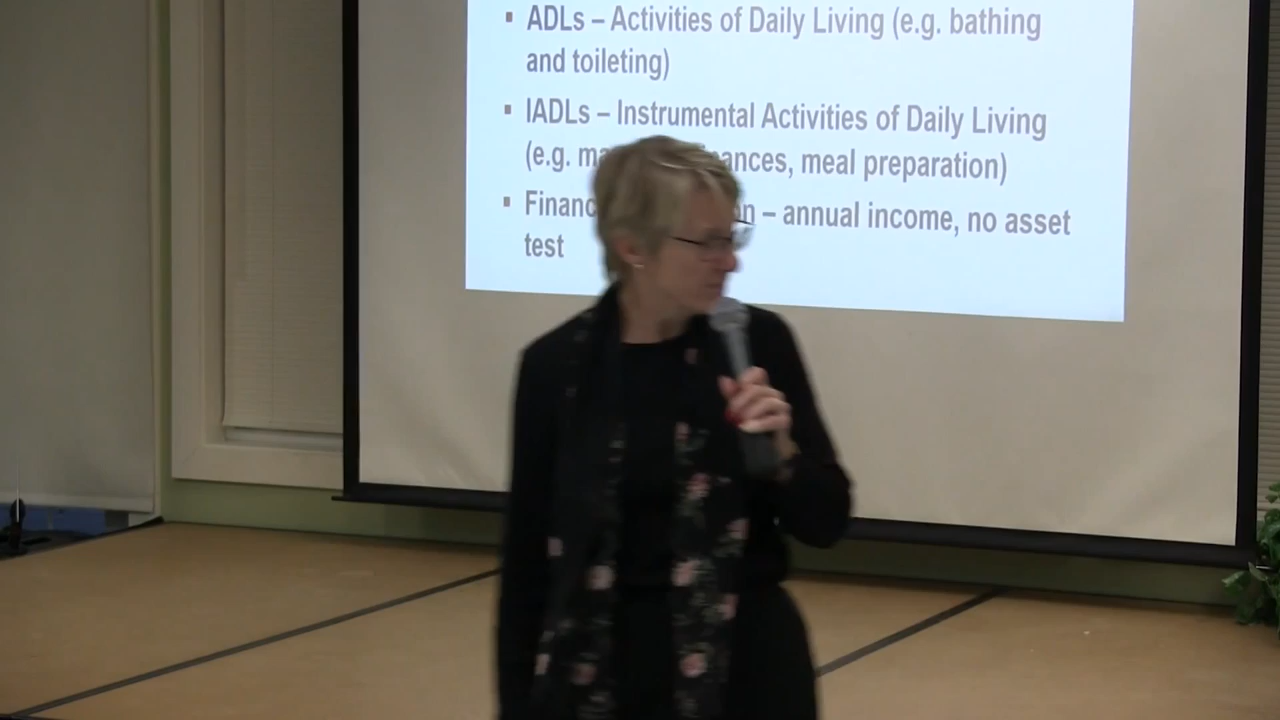 ADLs – Activities of Daily Living (e.g. bathing
and toileting)
IADLs – Instrumental Activities of Daily Living
(e.g. meal preparation)
– annual income, no asset
test